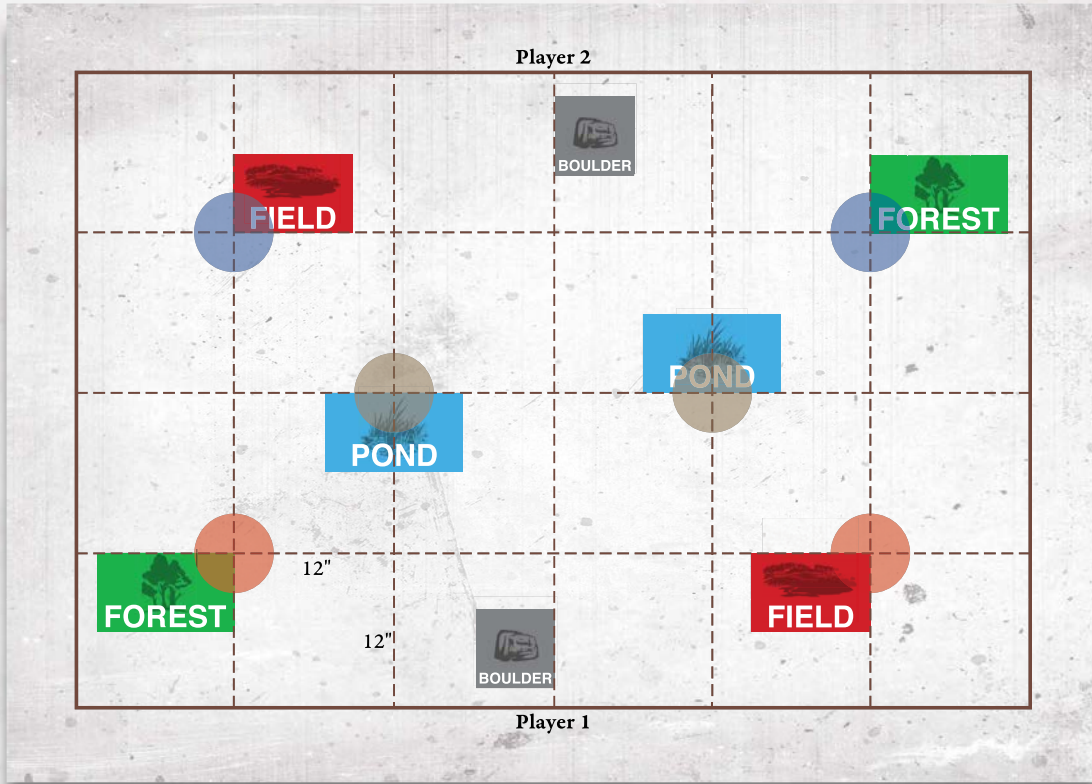 Player 2
BOULDER
FIELD
FOREST
POND
POND
12"
FOREST
FIELD
12"
BOULDER
Player 1